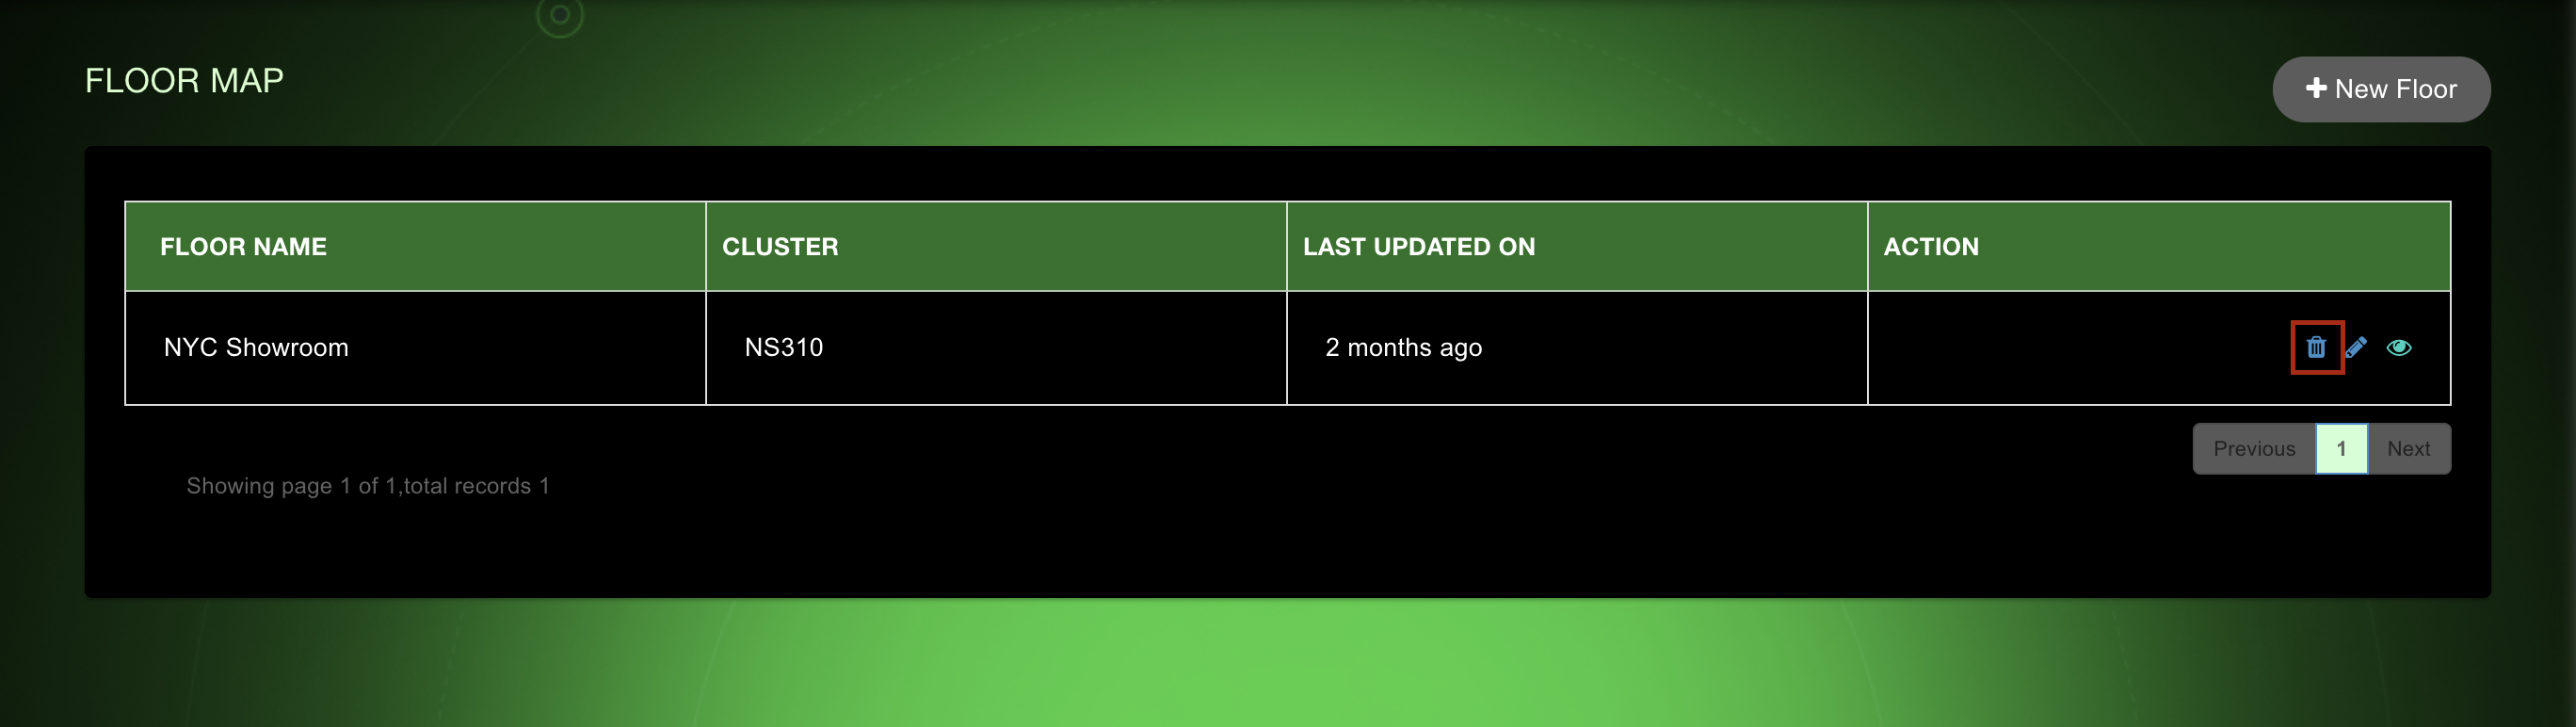 FLOOR MAP
New Floor
FLOOR NAME CLUSTER LAST UPDATED ON ACTION
NYC Showroom NS310 2 months ago
Previous 1 Next
Showing page 1 of 1,total records 1